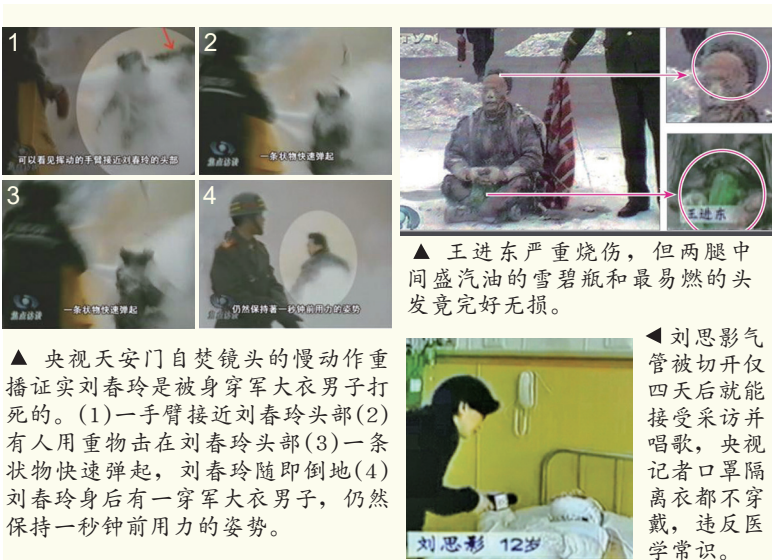 1
2
可以看见挥动的手臂接近刘春玲的头部
焦点访谈
一条状物快速弹起
3
4
焦点访谈
一条状物快速弹起
焦点访谈
仍然保持著一秒钟前用力的姿势
▲ 央视天安门自焚镜头的慢动作重
播证实刘春玲是被身穿军大衣男子打
死的。(1)一手臂接近刘春玲头部(2)
有人用重物击在刘春玲头部(3)一条
状物快速弹起，刘春玲随即倒地(4)
刘春玲身后有一穿军大衣男子，仍然
保持一秒钟前用力的姿势。
王进东
▲ 王进东严重烧伤，但两腿中
间盛汽油的雪碧瓶和最易燃的头
发竟完好无损。
刘思影 12岁
◀刘思影气
管被切开仅
四天后就能
接受采访并
唱歌，央视
记者口罩隔
离衣都不穿
戴，违反医
学常识。